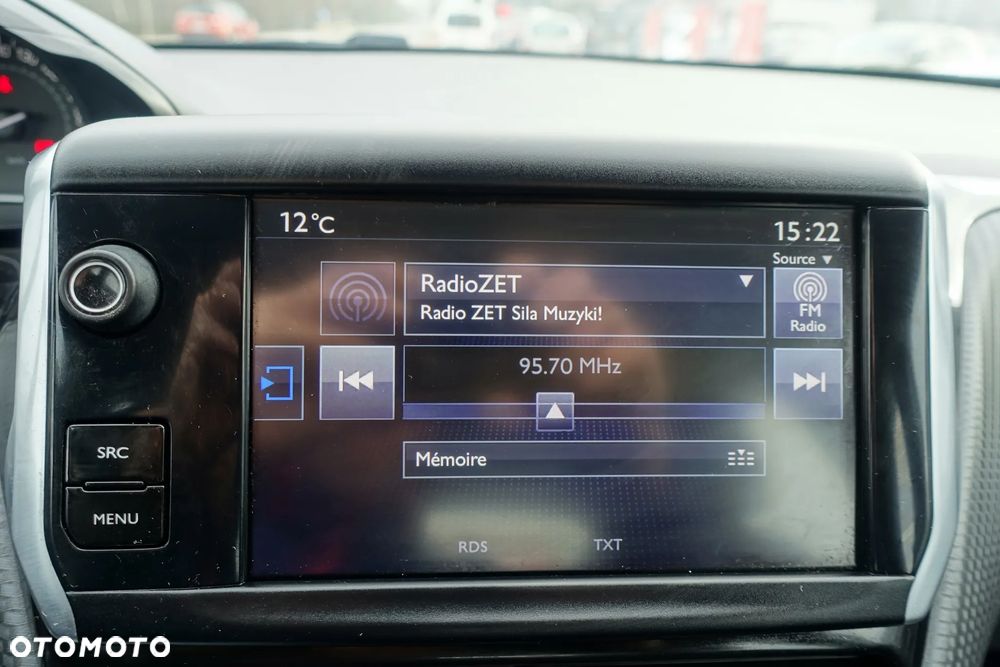 12°C
15:22
Source ▼
RadioZET
Radio ZET Sila Muzyki!
FM
Radio
95.70 MHz
SRC
Mémoire
MENU
RDS
TXT
OTOMOTO